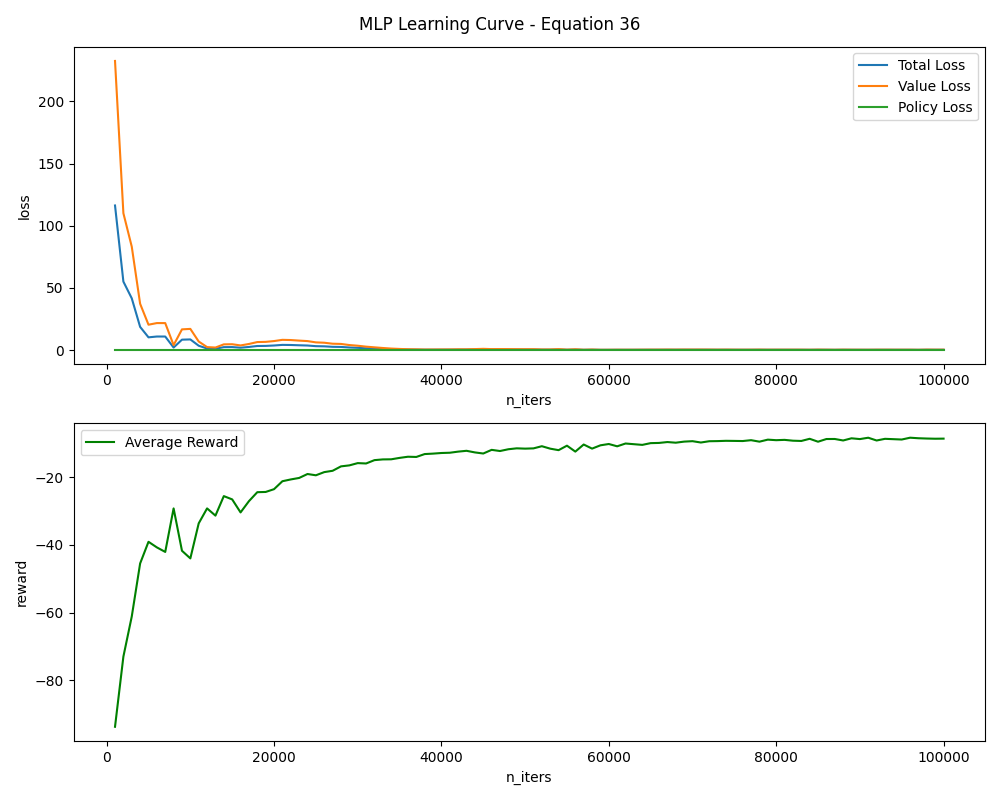 MLP Learning Curve - Equation 36
Total Loss
Value Loss
Policy Loss
loss
200
150
100
50
0
0 20000 40000 60000 80000 100000
n_iters
Average Reward
reward
−20
−40
−60
−80
0 20000 40000 60000 80000 100000
n_iters